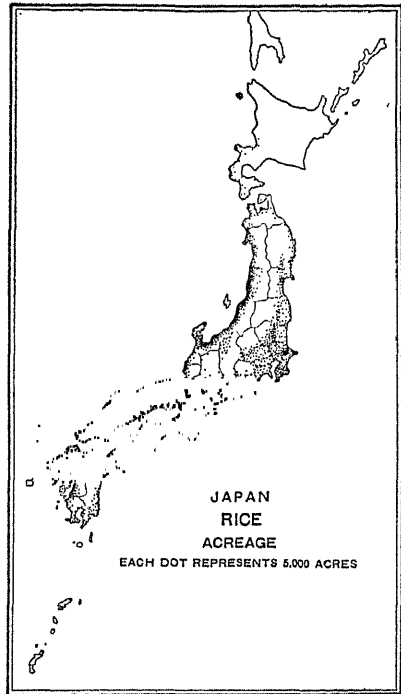 JAPAN
RICE
ACREAGE
EACH DOT REPRESENTS 5,000 ACRES